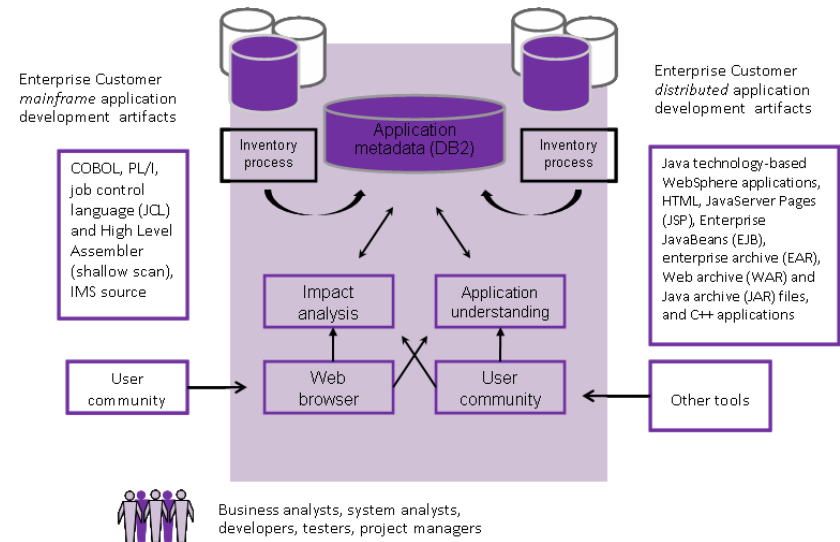 Enterprise Customer
mainframe application
development artifacts
Enterprise Customer
distributed application
development artifacts
Application
metadata (DB2)
Inventory
process
Inventory
process
COBOL, PL/I,
job control
language (JCL)
and High Level
Assembler
(shallow scan),
IMS source
Java technology-based
WebSphere applications,
HTML, JavaServer Pages
(JSP), Enterprise
JavaBeans (EJB),
enterprise archive (EAR),
Web archive (WAR) and
Java archive (JAR) files,
and C++ applications
Impact
analysis
Application
understanding
User
community
Web
browser
User
community
Other tools
Business analysts, system analysts,
developers, testers, project managers